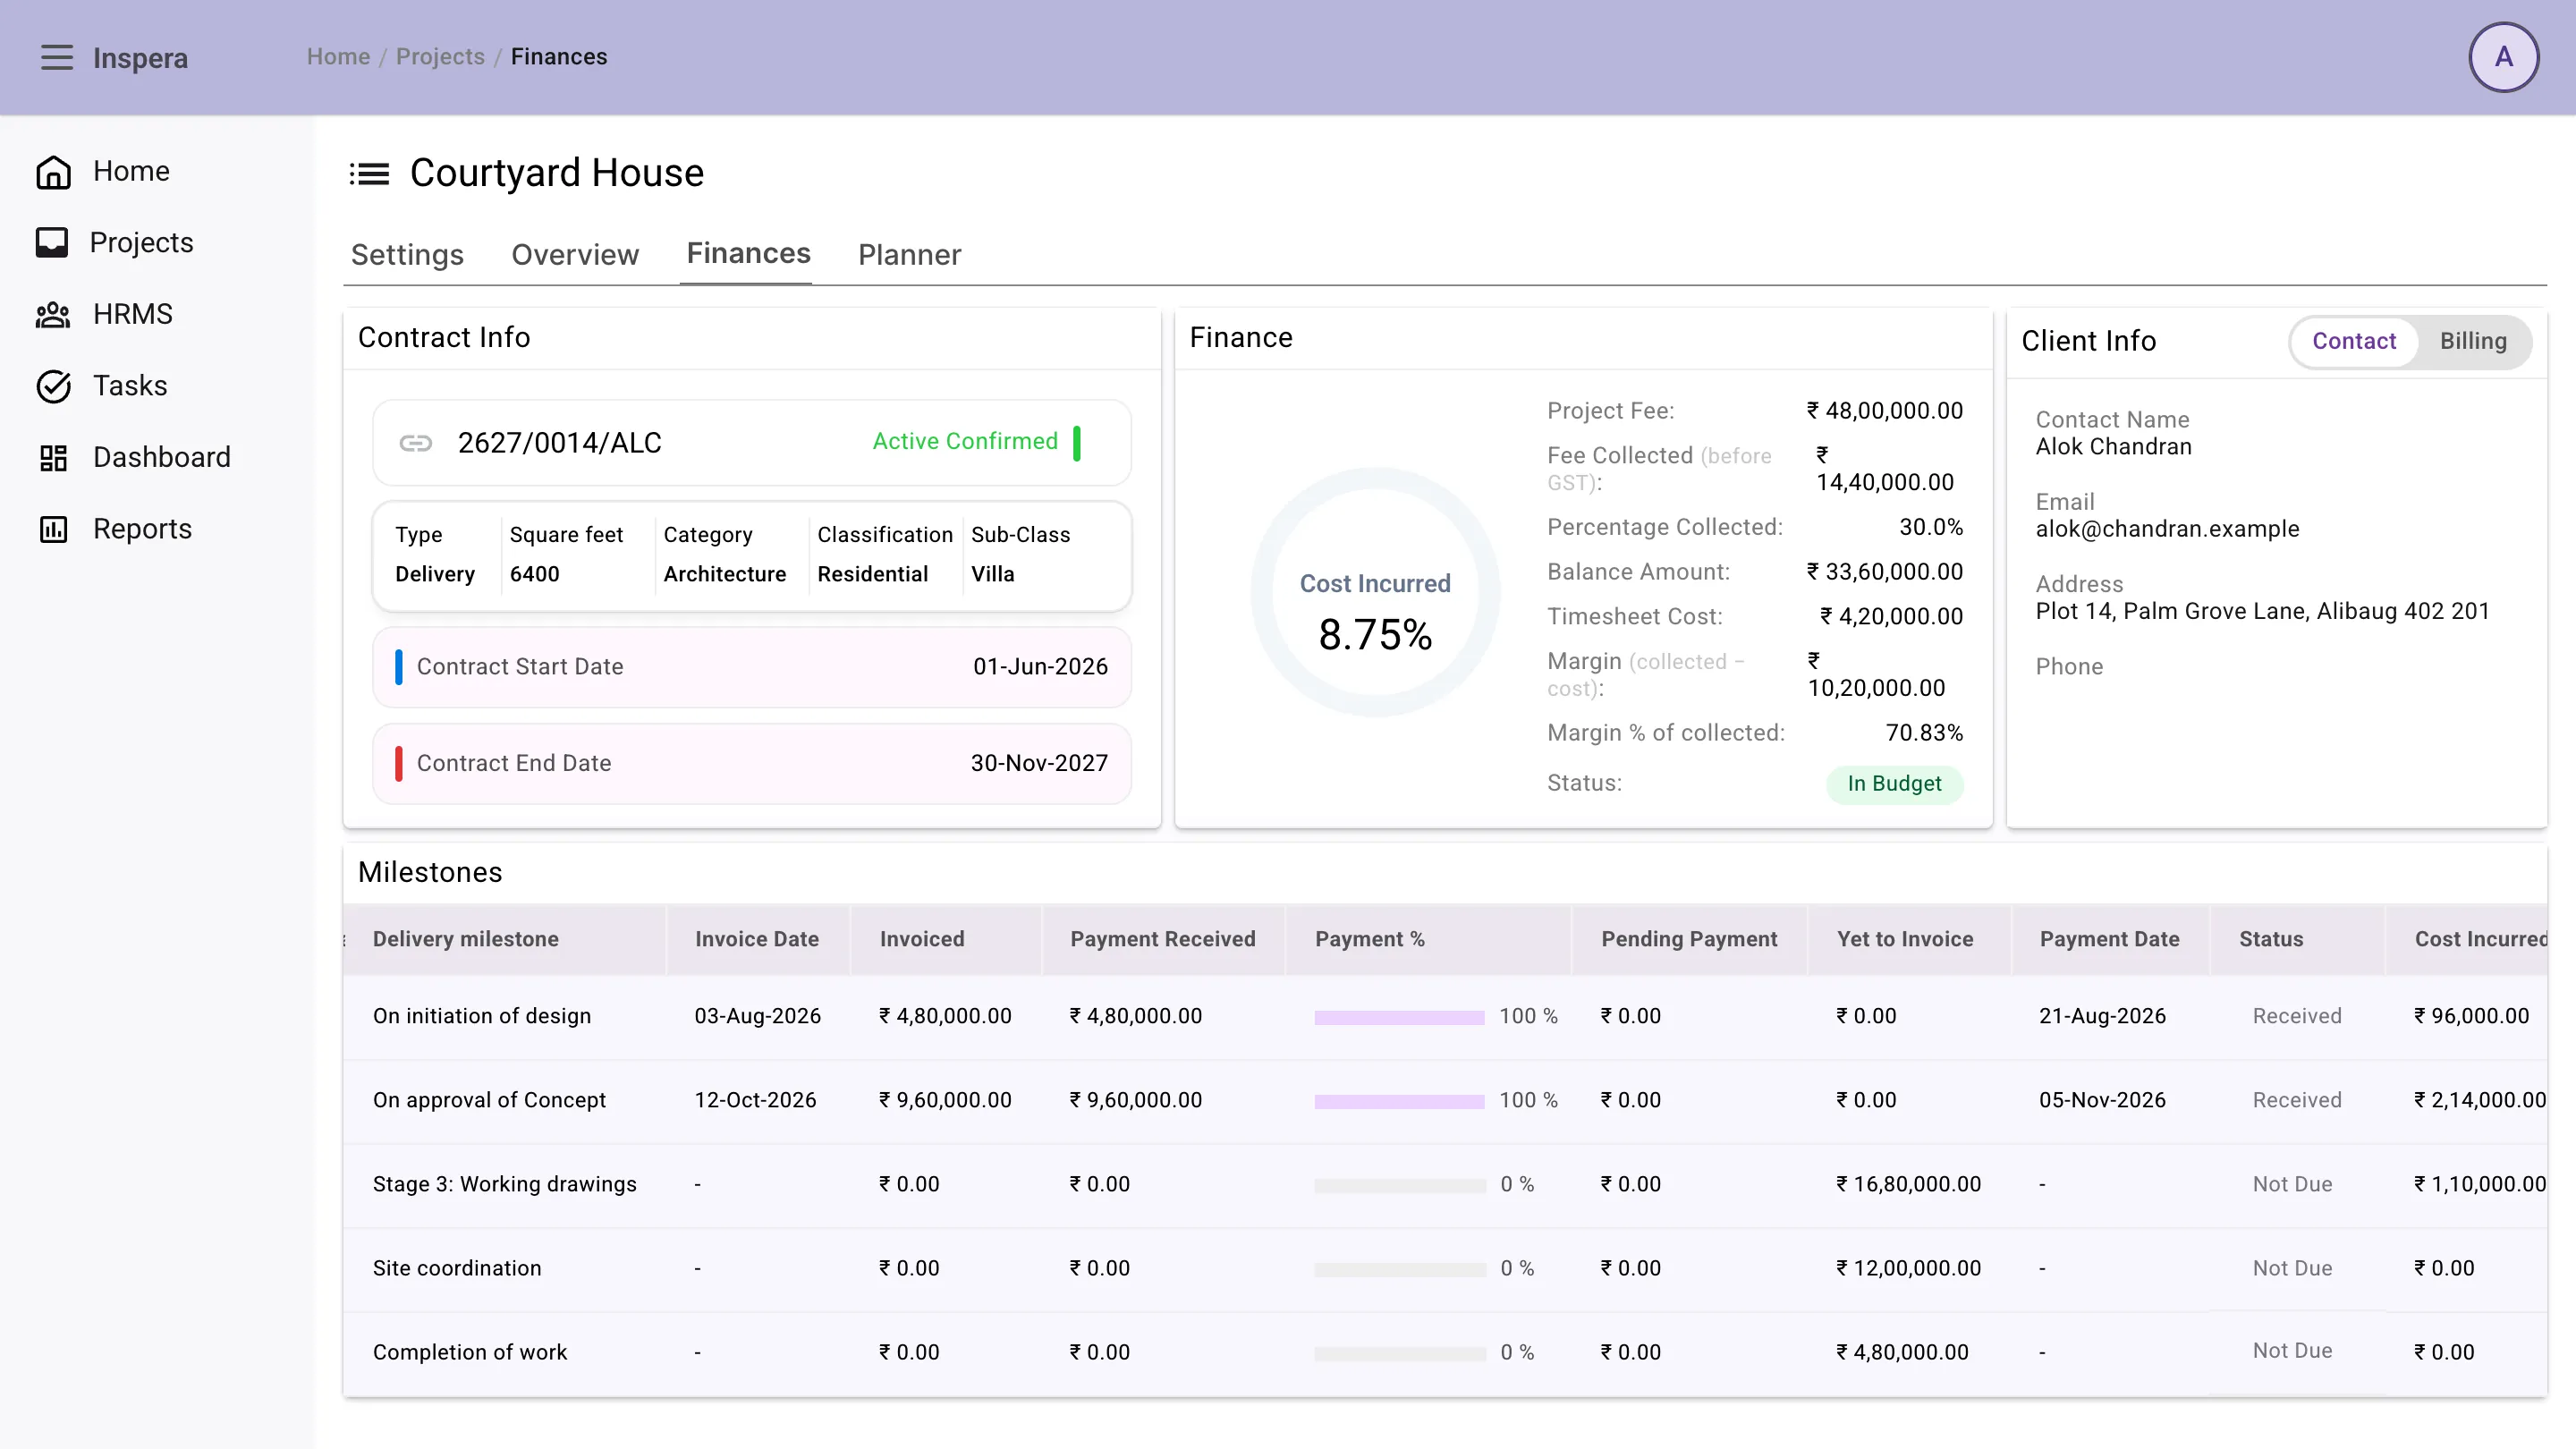 Inspera
Home / Projects / Finances
A
Home
Projects
HRMS
Tasks
Dashboard
Reports
Courtyard House
Settings Overview Finances Planner
Contract Info
2627/0014/ALC Active Confirmed
Type Square feet Category Classification Sub-Class
Delivery 6400 Architecture Residential Villa
Contract Start Date 01-Jun-2026
Contract End Date 30-Nov-2027
Finance
Cost Incurred
8.75%
Project Fee: ₹ 48,00,000.00
Fee Collected (before ₹
GST): 14,40,000.00
Percentage Collected: 30.0%
Balance Amount: ₹ 33,60,000.00
Timesheet Cost: ₹ 4,20,000.00
Margin (collected − ₹
cost): 10,20,000.00
Margin % of collected: 70.83%
Status: In Budget
Client Info Contact Billing
Contact Name
Alok Chandran
Email
alok@chandran.example
Address
Plot 14, Palm Grove Lane, Alibaug 402 201
Phone
Milestones
Delivery milestone Invoice Date Invoiced Payment Received Payment % Pending Payment Yet to Invoice Payment Date Status Cost Incurred
On initiation of design 03-Aug-2026 ₹ 4,80,000.00 ₹ 4,80,000.00 100 % ₹ 0.00 ₹ 0.00 21-Aug-2026 Received ₹ 96,000.00
On approval of Concept 12-Oct-2026 ₹ 9,60,000.00 ₹ 9,60,000.00 100 % ₹ 0.00 ₹ 0.00 05-Nov-2026 Received ₹ 2,14,000.00
Stage 3: Working drawings - ₹ 0.00 ₹ 0.00 0 % ₹ 0.00 ₹ 16,80,000.00 - Not Due ₹ 1,10,000.00
Site coordination - ₹ 0.00 ₹ 0.00 0 % ₹ 0.00 ₹ 12,00,000.00 - Not Due ₹ 0.00
Completion of work - ₹ 0.00 ₹ 0.00 0 % ₹ 0.00 ₹ 4,80,000.00 - Not Due ₹ 0.00